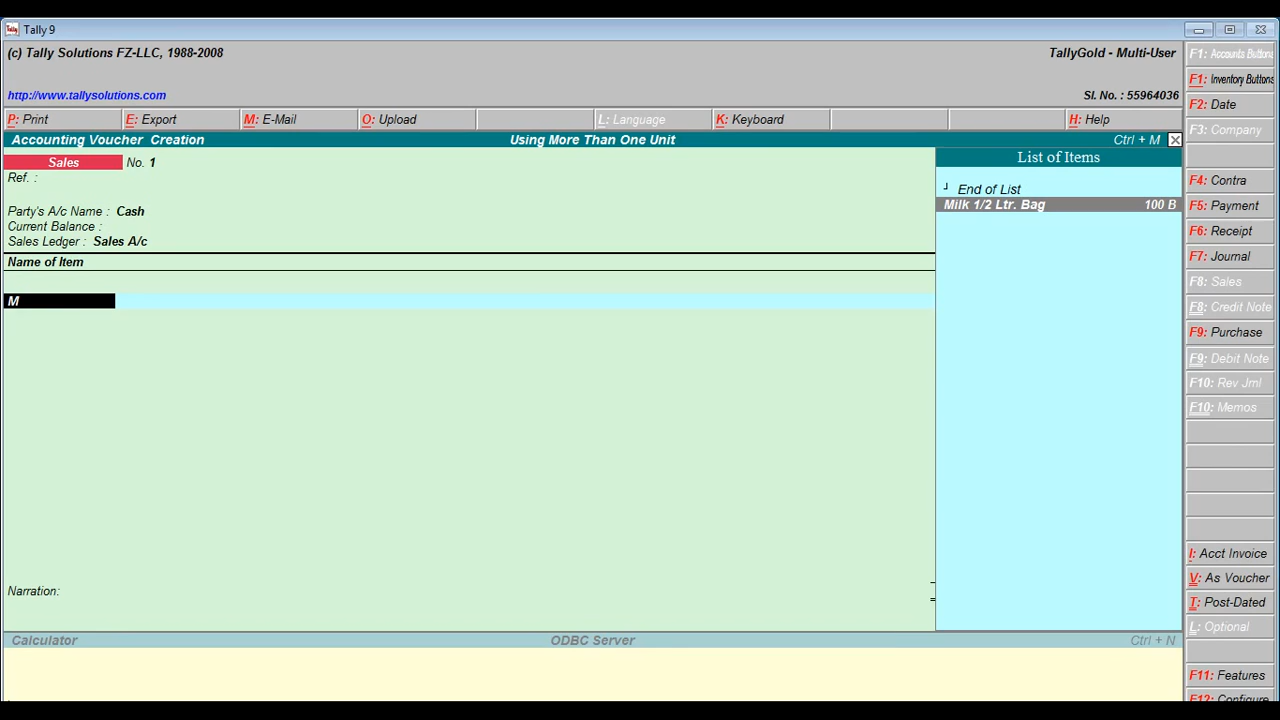 Tally 9
(c) Tally Solutions FZ-LLC, 1988-2008
TallyGold - Multi-User
http://www.tallysolutions.com
Sl. No. : 55964036
P: Print
E: Export
M: E-Mail
O: Upload
L: Language
K: Keyboard
H: Help
Accounting Voucher Creation
Using More Than One Unit
Ctrl + M
Sales No. 1
Ref. :
Party's A/c Name : Cash
Current Balance :
Sales Ledger : Sales A/c
Name of Item
M
Narration:
List of Items
End of List
Milk 1/2 Ltr. Bag 100 B
Calculator
ODBC Server
Ctrl + N
F1: Accounts Buttons
F1: Inventory Buttons
F2: Date
F3: Company
F4: Contra
F5: Payment
F6: Receipt
F7: Journal
F8: Sales
F8: Credit Note
F9: Purchase
F9: Debit Note
F10: Rev Jrnl
F10: Memos
I: Acct Invoice
V: As Voucher
T: Post-Dated
L: Optional
F11: Features
F12: Configure